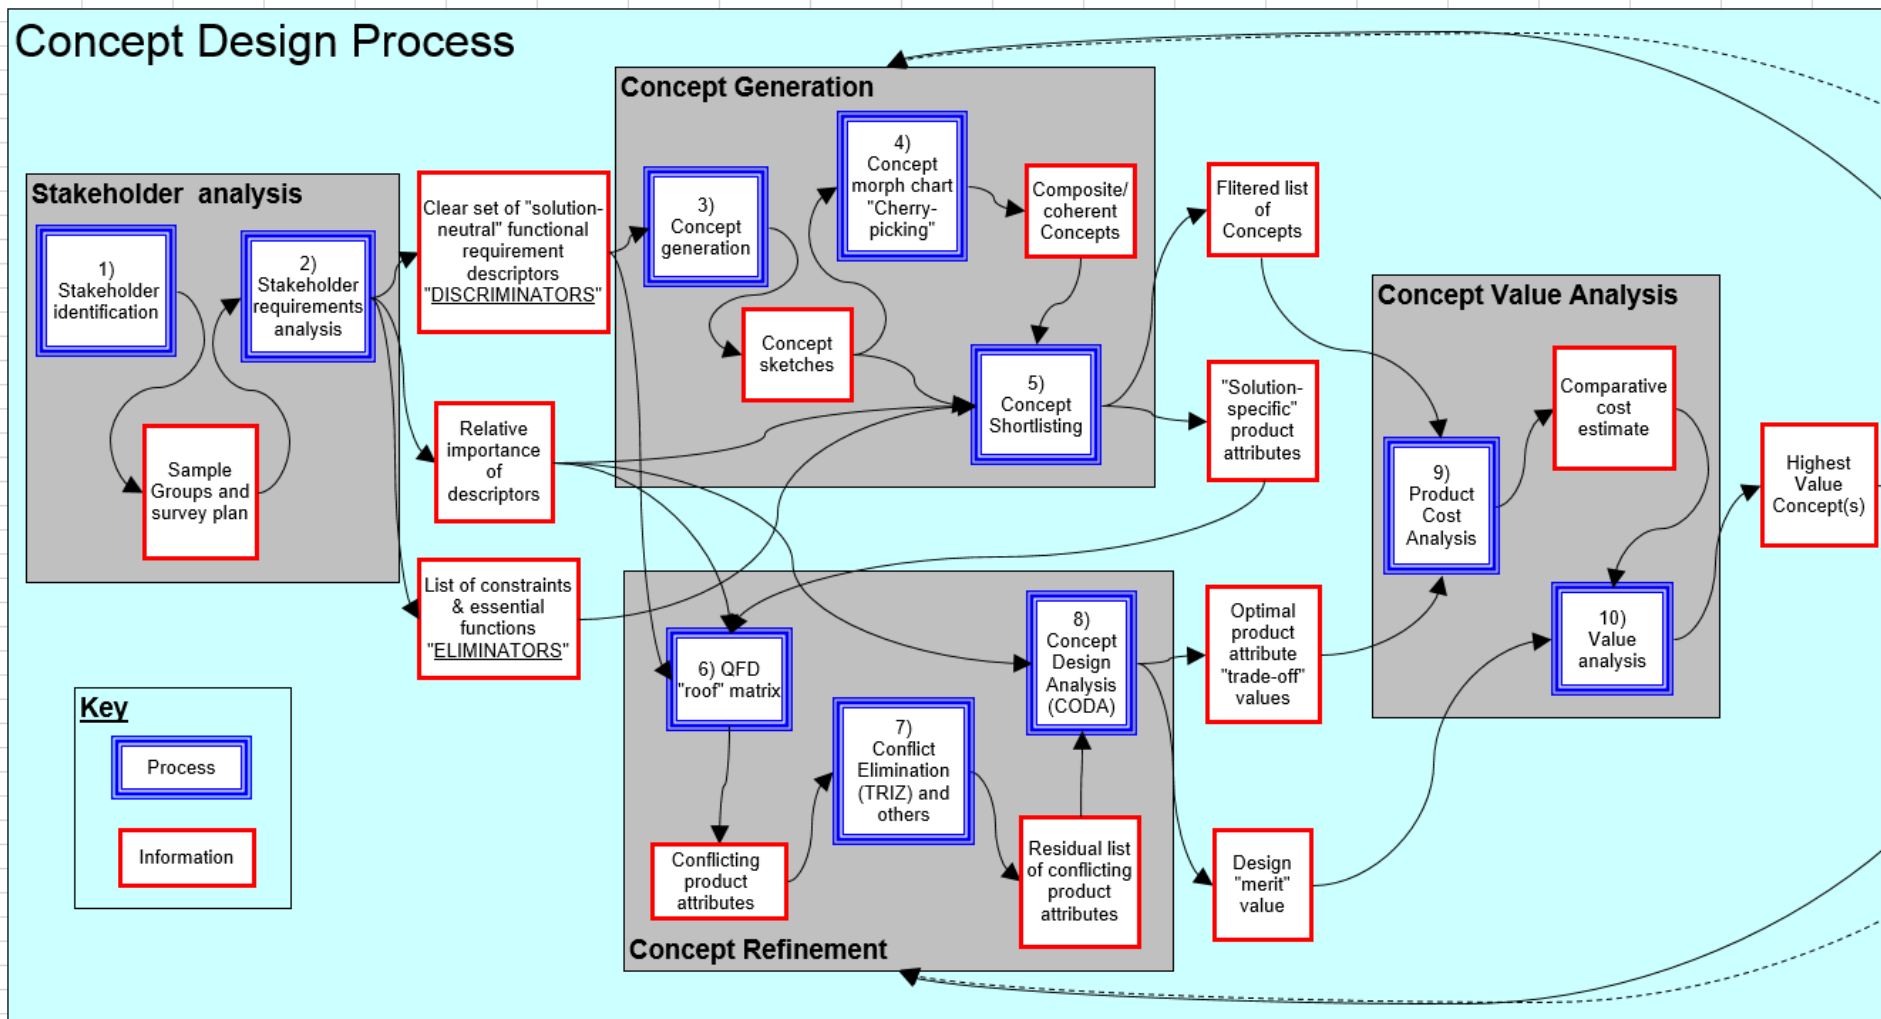 Concept Design Process
Stakeholder analysis
1)
Stakeholder
identification
2)
Stakeholder
requirements
analysis
Sample
Groups and
survey plan
Clear set of "solution-
neutral" functional
requirement
descriptors
"DISCRIMINATORS"
Relative
importance
of
descriptors
List of constraints
& essential
functions
"ELIMINATORS"
Key
Process
Information
Concept Generation
3)
Concept
generation
Concept
sketches
4)
Concept
morph chart
"Cherry-
picking"
Composite/
coherent
Concepts
5)
Concept
Shortlisting
Flitered list
of
Concepts
"Solution-
specific"
product
attributes
6) QFD
"roof" matrix
Conflicting
product
attributes
7)
Conflict
Elimination
(TRIZ) and
others
Residual list
of conflicting
product
attributes
8)
Concept
Design
Analysis
(CODA)
Concept Refinement
Optimal
product
attribute
"trade-off"
values
Design
"merit"
value
Concept Value Analysis
9)
Product
Cost
Analysis
Comparative
cost
estimate
10)
Value
analysis
Highest
Value
Concept(s)